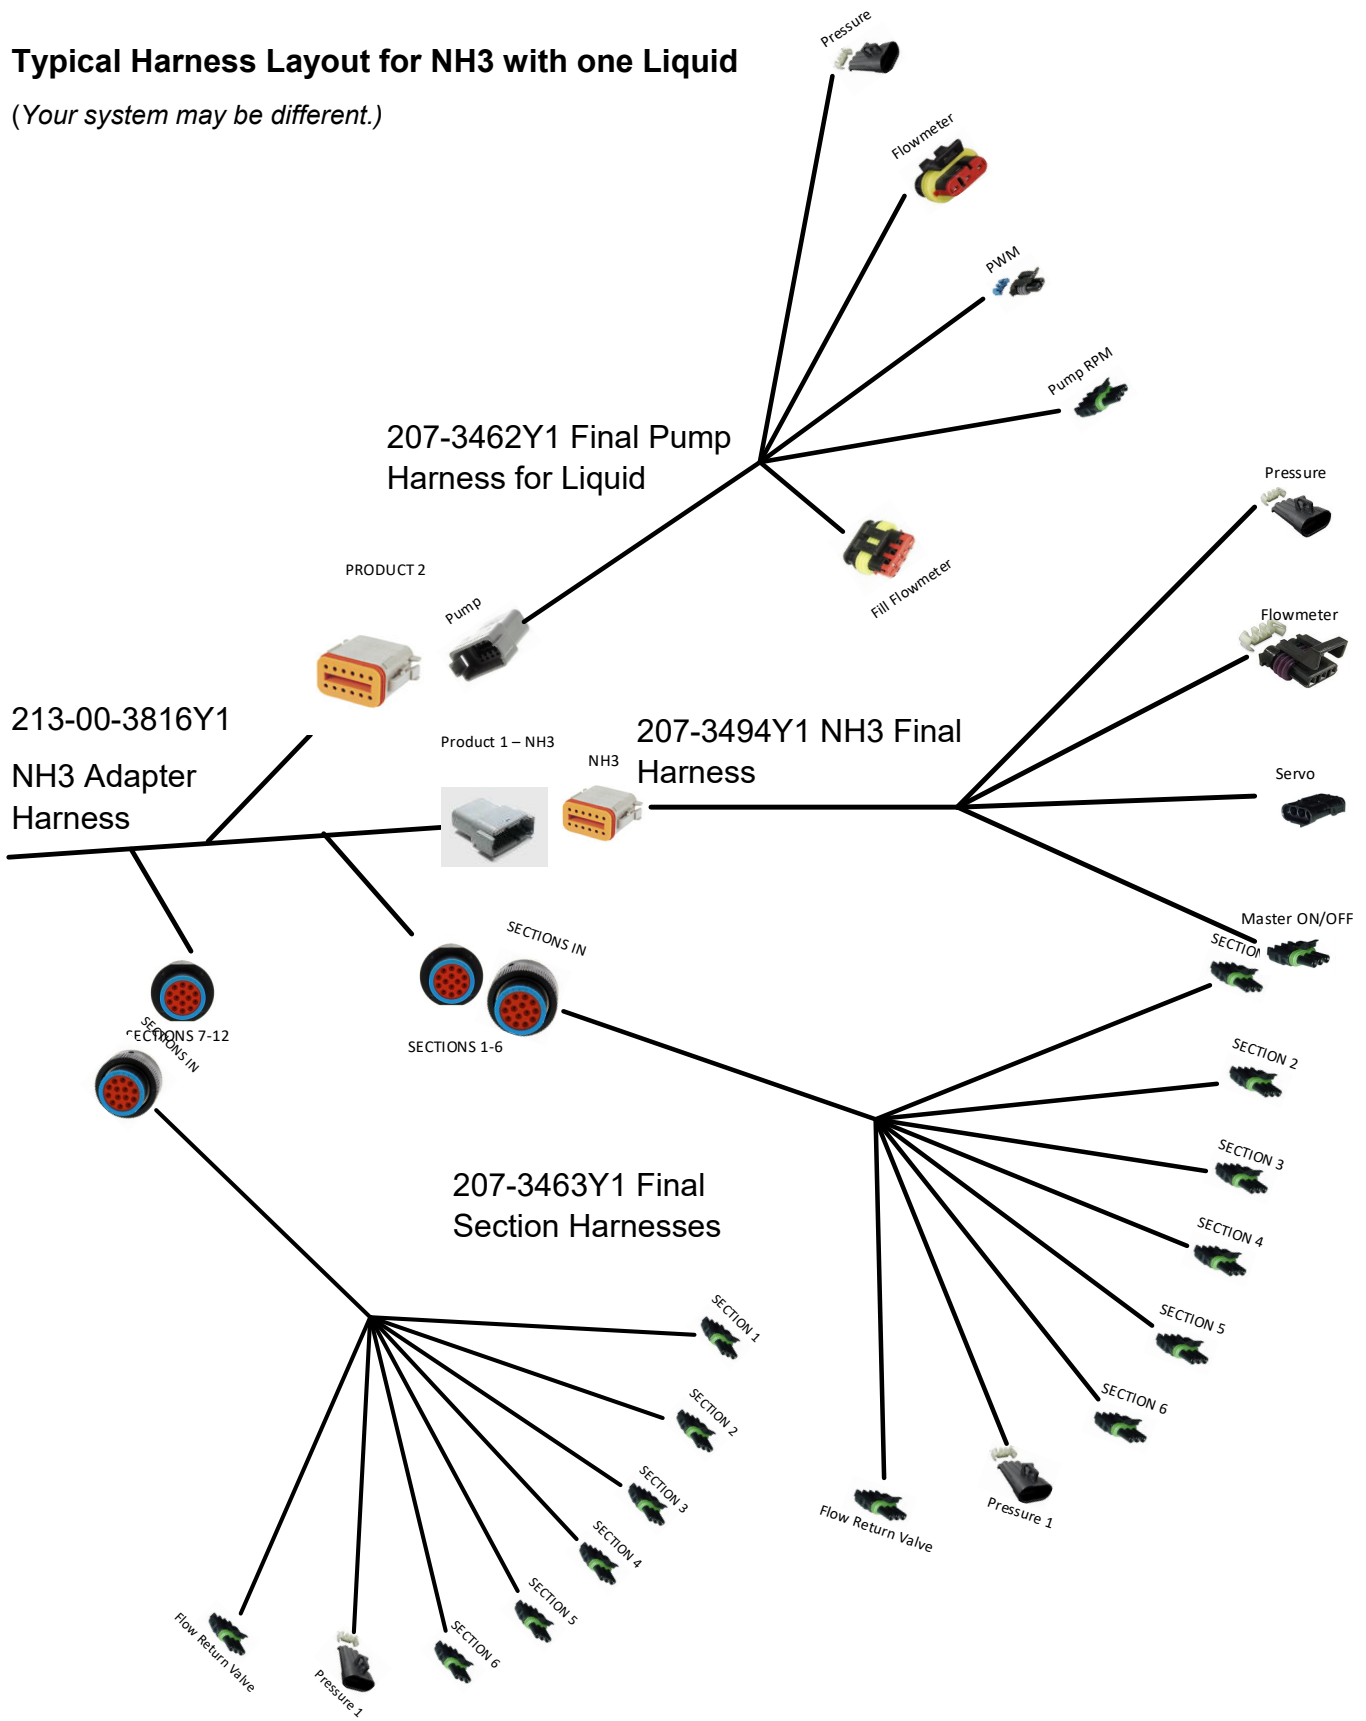 Typical Harness Layout for NH3 with one Liquid
(Your system may be different.)
Pressure
Flowmeter
PWM
Pump RPM
207-3462Y1 Final Pump
Harness for Liquid
Fill Flowmeter
PRODUCT 2
Pump
Pressure
Flowmeter
Servo
Master ON/OFF
213-00-3816Y1
NH3 Adapter
Harness
Product 1 – NH3
NH3
207-3494Y1 NH3 Final
Harness
SECTIONS 7-12
SECTIONS IN
SECTIONS 1-6
SECTIONS IN
SECTION
SECTION 2
SECTION 3
SECTION 4
SECTION 5
SECTION 6
Pressure 1
Flow Return Valve
207-3463Y1 Final
Section Harnesses
SECTION 1
SECTION 2
SECTION 3
SECTION 4
SECTION 5
SECTION 6
Pressure 1
Flow Return Valve